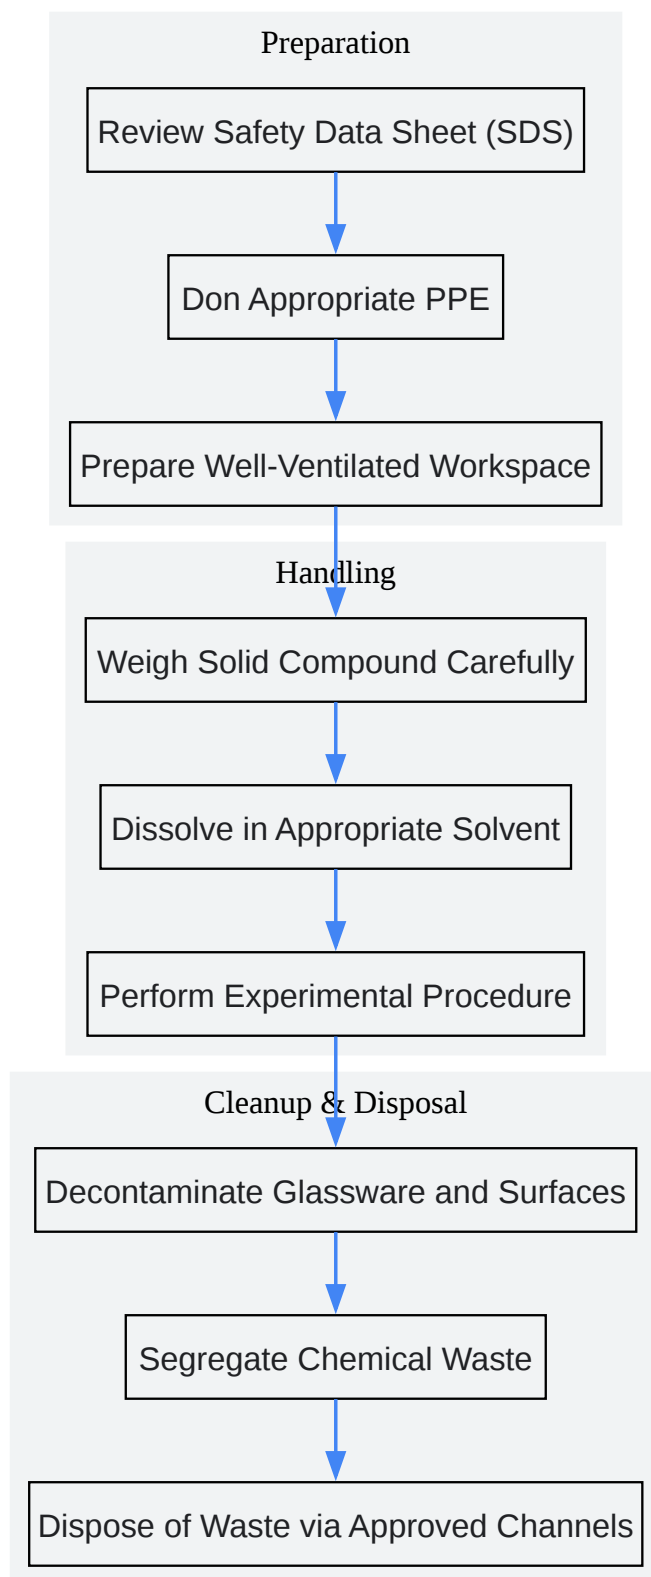 Preparation
Review Safety Data Sheet (SDS)
Don Appropriate PPE
Prepare Well-Ventilated Workspace
Handling
Weigh Solid Compound Carefully
Dissolve in Appropriate Solvent
Perform Experimental Procedure
Cleanup & Disposal
Decontaminate Glassware and Surfaces
Segregate Chemical Waste
Dispose of Waste via Approved Channels